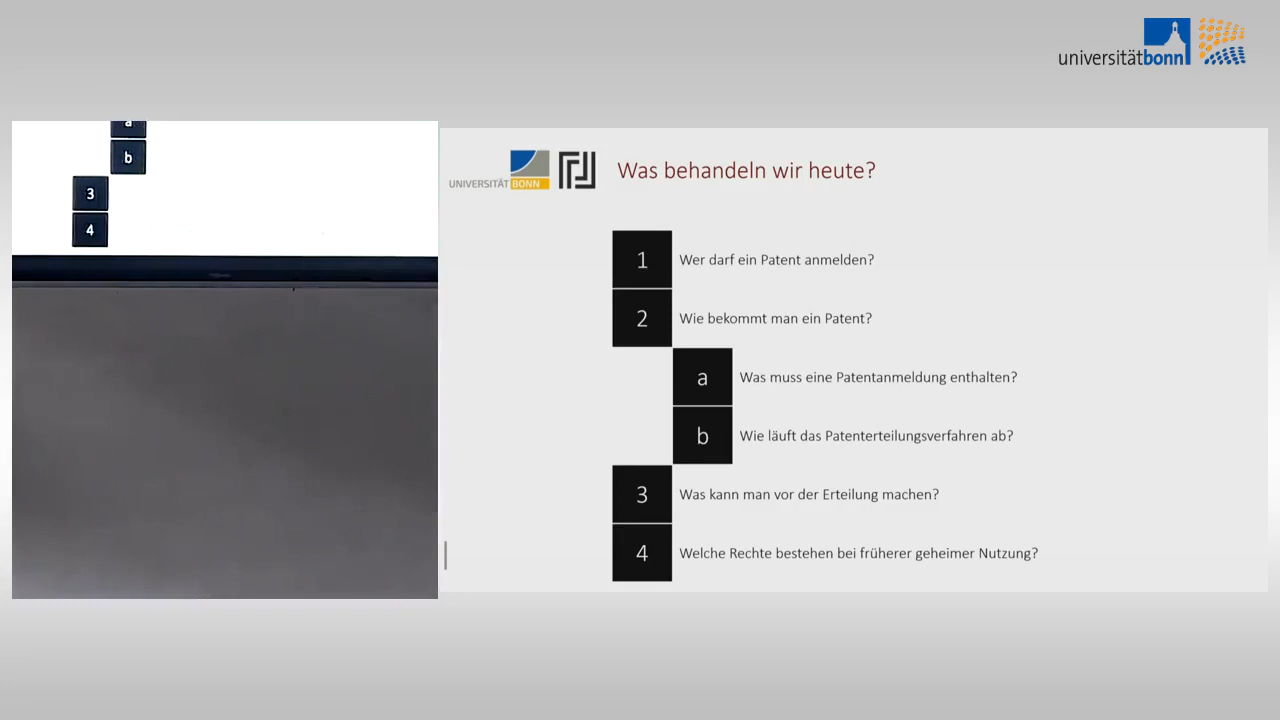 universitätbonn
a
b
3
4
UNIVERSITÄT BONN
Was behandeln wir heute?
1 Wer darf ein Patent anmelden?
2 Wie bekommt man ein Patent?
a Was muss eine Patentanmeldung enthalten?
b Wie läuft das Patenterteilungsverfahren ab?
3 Was kann man vor der Erteilung machen?
4 Welche Rechte bestehen bei früherer geheimer Nutzung?